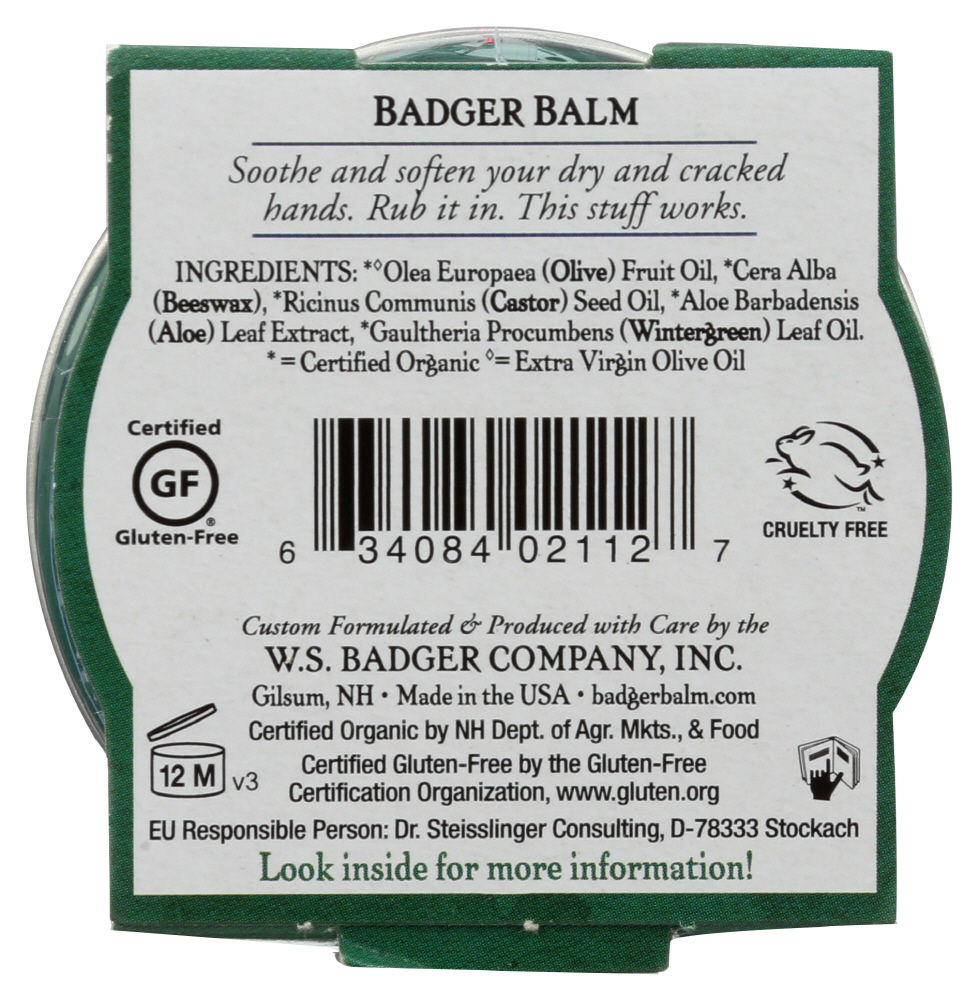 BADGER BALM
Soothe and soften your dry and cracked
hands. Rub it in. This stuff works.
INGREDIENTS: *◊Olea Europaea (Olive) Fruit Oil, *Cera Alba
(Beeswax), *Ricinus Communis (Castor) Seed Oil, *Aloe Barbadensis
(Aloe) Leaf Extract, *Gaultheria Procumbens (Wintergreen) Leaf Oil.
* = Certified Organic ◊= Extra Virgin Olive Oil
Certified
GF
®
Gluten-Free
6 34084 02112 7
TM
CRUELTY FREE
Custom Formulated & Produced with Care by the
W.S. BADGER COMPANY, INC.
Gilsum, NH • Made in the USA • badgerbalm.com
Certified Organic by NH Dept. of Agr. Mkts., & Food
12 M v3
Certified Gluten-Free by the Gluten-Free
Certification Organization, www.gluten.org
EU Responsible Person: Dr. Steisslinger Consulting, D-78333 Stockach
Look inside for more information!